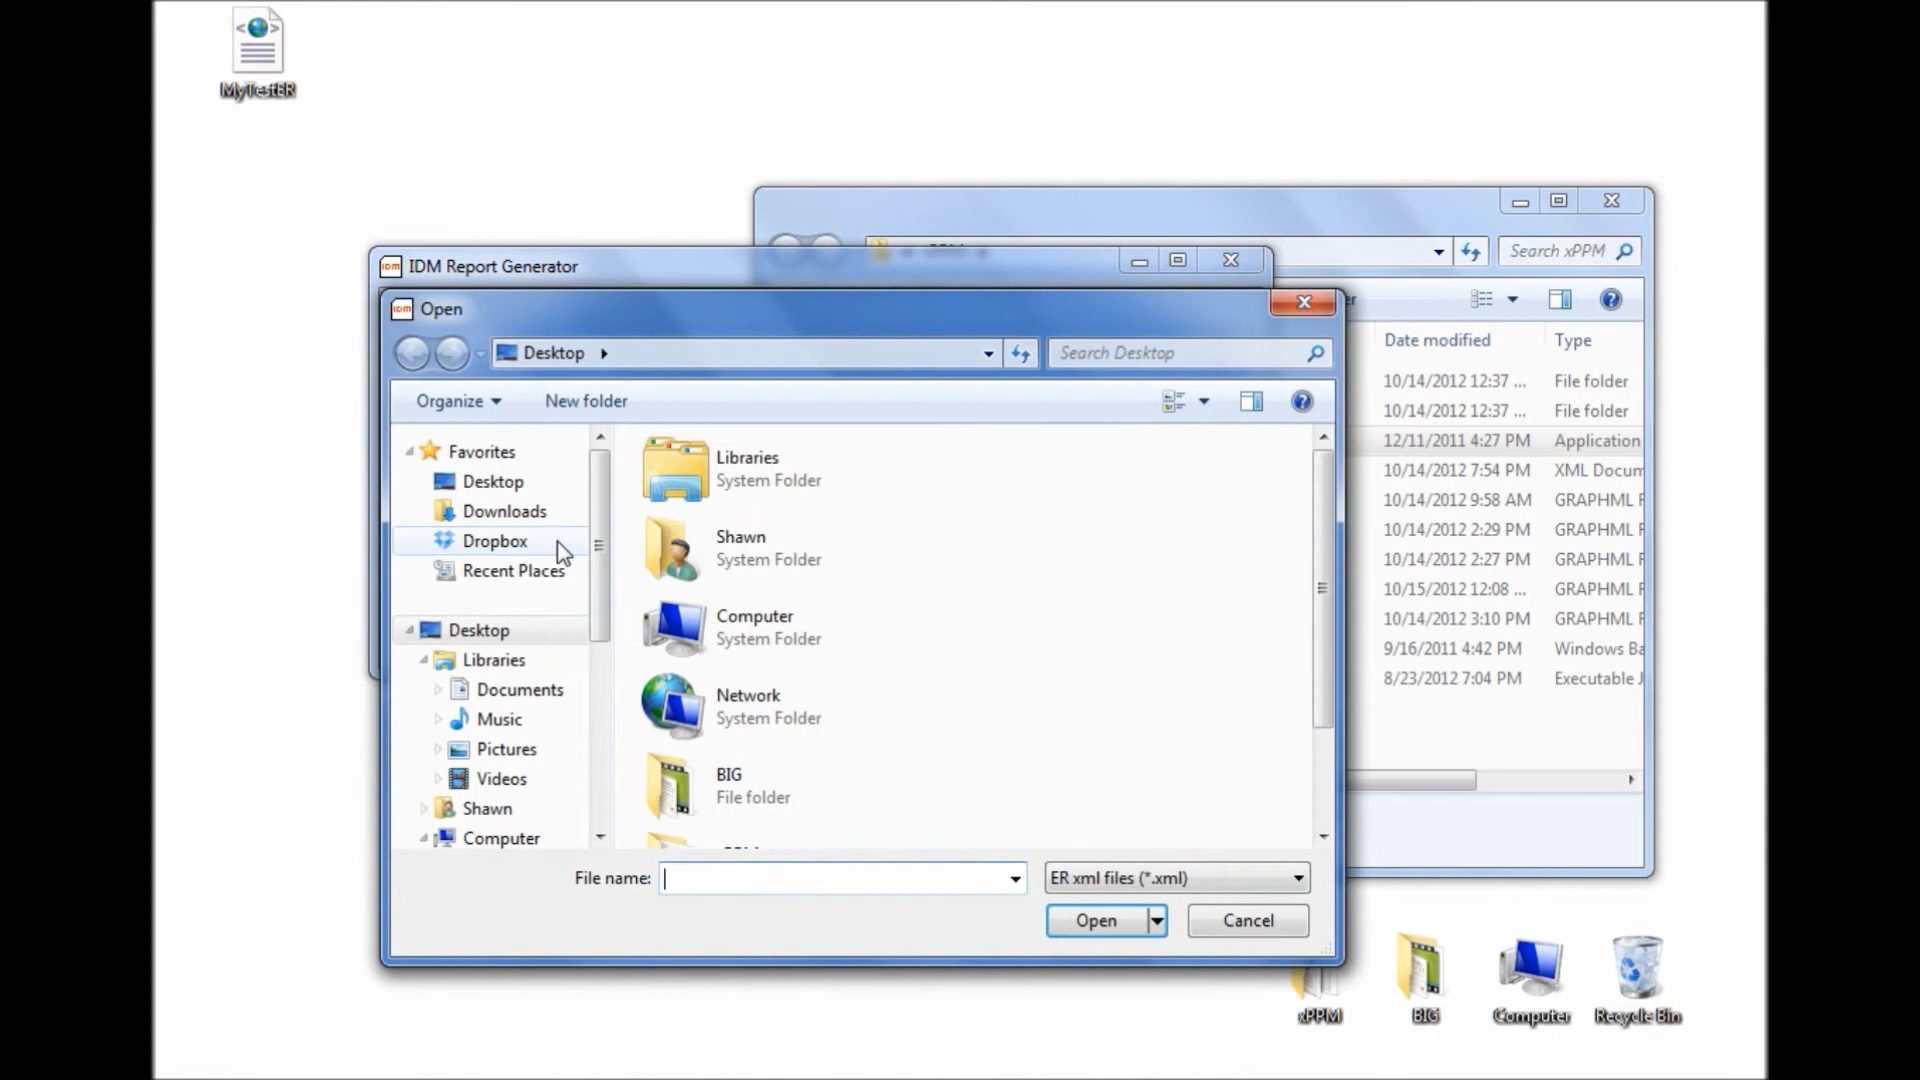 MyTestER
Search xPPM
IDM Report Generator
Open
Desktop
Search Desktop
Organize
New folder
Date modified
Type
Favorites
Desktop
Downloads
Dropbox
Recent Places
Desktop
Libraries
Documents
Music
Pictures
Videos
Shawn
Computer
Libraries
System Folder
Shawn
System Folder
Computer
System Folder
Network
System Folder
BIG
File folder
10/14/2012 12:37 ... File folder
10/14/2012 12:37 ... File folder
12/11/2011 4:27 PM Application
10/14/2012 7:54 PM XML Docum
10/14/2012 9:58 AM GRAPHML F
10/14/2012 2:29 PM GRAPHML F
10/14/2012 2:27 PM GRAPHML F
10/15/2012 12:08 ... GRAPHML F
10/14/2012 3:10 PM GRAPHML F
9/16/2011 4:42 PM Windows Ba
8/23/2012 7:04 PM Executable J
File name:
ER xml files (*.xml)
Open
Cancel
xPPM
BIG
Computer
Recycle Bin